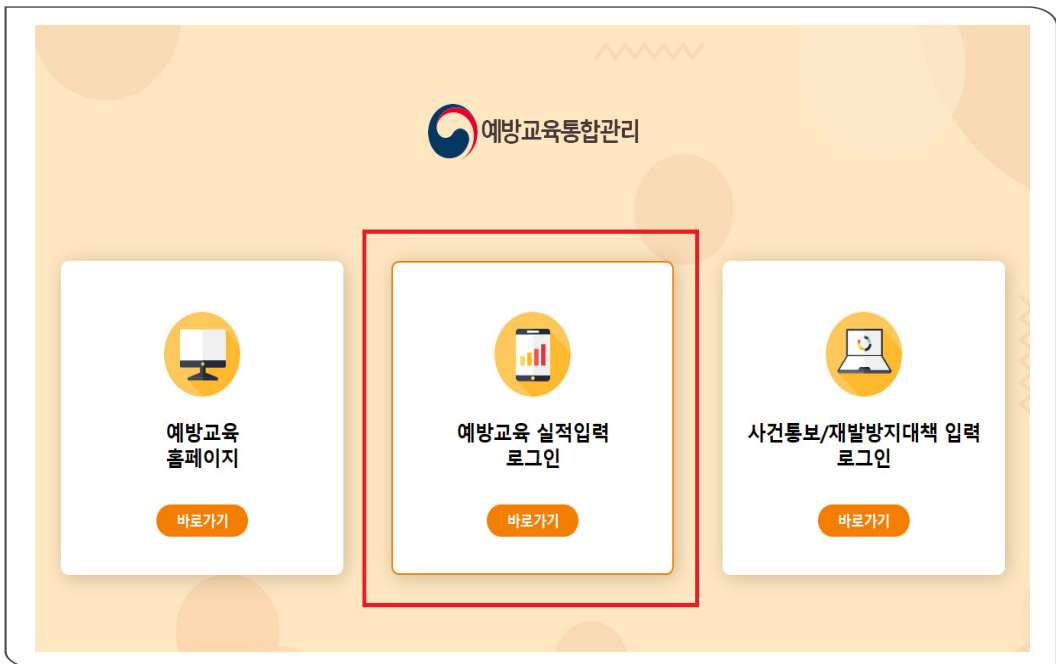 예방교육통합관리
예방교육
홈페이지
바로가기
예방교육 실적입력
로그인
바로가기
사건통보/재발방지대책 입력
로그인
바로가기